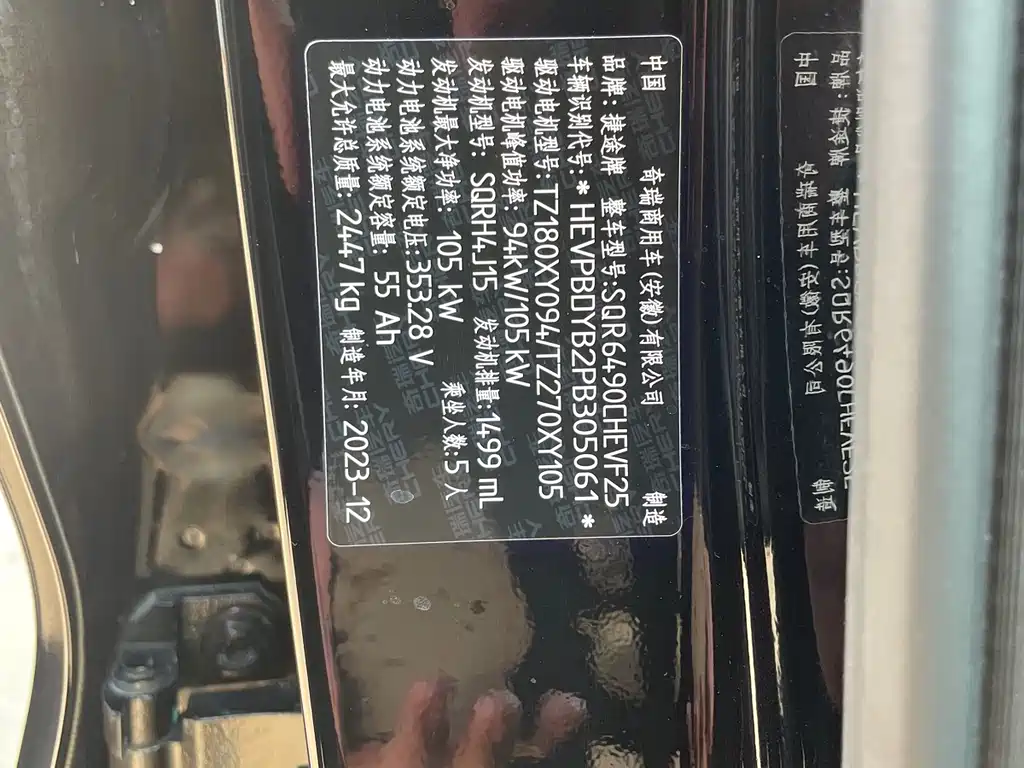 中国 奇瑞商用车(安徽)有限公司 制造
品牌:捷途牌 整车型号:SQR6490CHEVF25
车辆识别代号:*HEVPBDYB2PB305061*
驱动电机型号:TZ180XY094/TZ270XY105
驱动电机峰值功率:94kW/105kW
发动机型号:SQRH4J15 发动机排量:1499 mL
发动机最大净功率:105 kW 乘坐人数:5 人
动力电池系统额定电压:353.28 V
动力电池系统额定容量:55 Ah
最大允许总质量:2447 kg 制造年月:2023-12